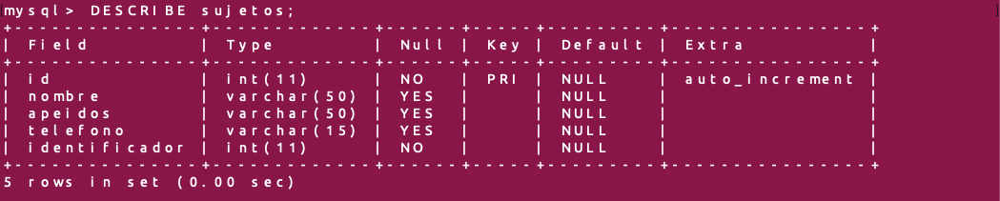 mysql> DESCRIBE sujetos;
+---------------+-------------+------+-----+---------+----------------+
| Field         | Type        | Null | Key | Default | Extra          |
+---------------+-------------+------+-----+---------+----------------+
| id            | int(11)     | NO   | PRI | NULL    | auto_increment |
| nombre        | varchar(50) | YES  |     | NULL    |                |
| apeidos       | varchar(50) | YES  |     | NULL    |                |
| telefono      | varchar(15) | YES  |     | NULL    |                |
| identificador | int(11)     | NO   |     | NULL    |                |
+---------------+-------------+------+-----+---------+----------------+
5 rows in set (0.00 sec)